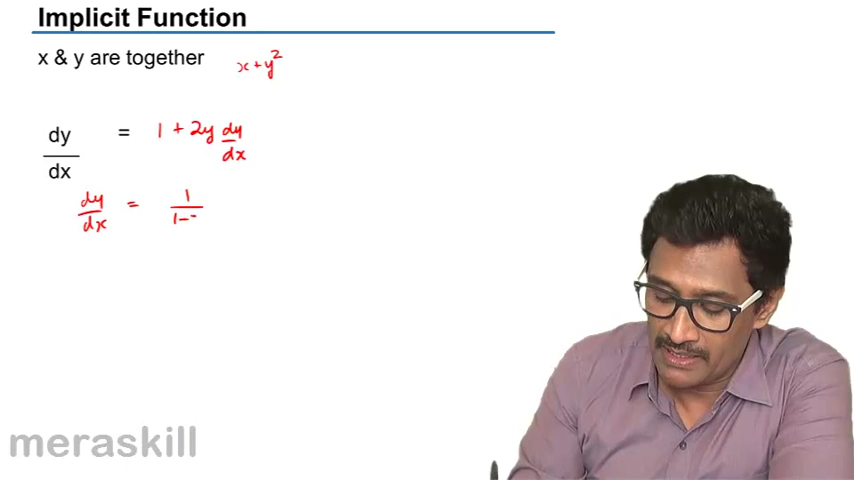 Implicit Function
x & y are together x + y²
dy/dx = 1 + 2y dy/dx
dy/dx = 1/1-
meraskill